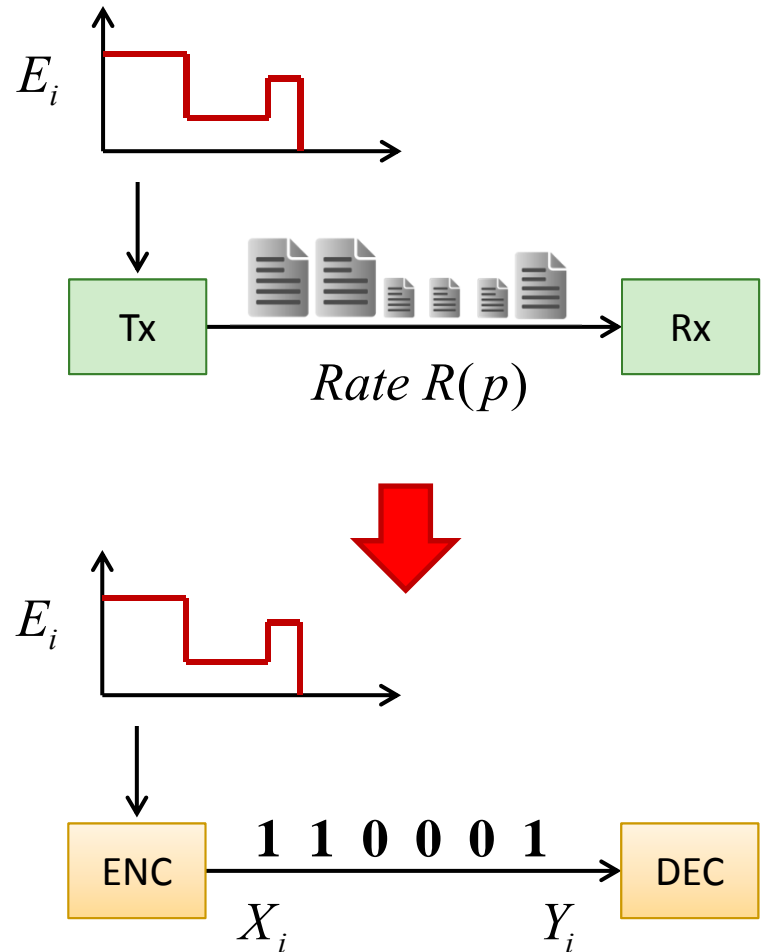 E_i
Tx
Rx
Rate R(p)
E_i
1 1 0 0 0 1
ENC
DEC
X_i
Y_i